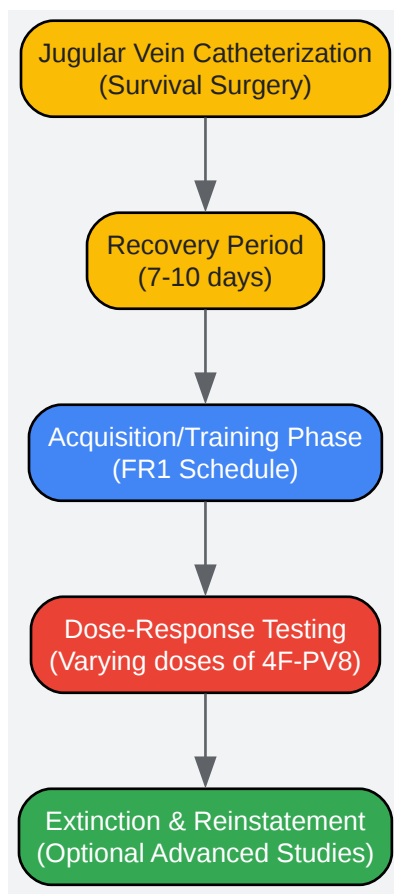 Jugular Vein Catheterization
(Survival Surgery)
Recovery Period
(7-10 days)
Acquisition/Training Phase
(FR1 Schedule)
Dose-Response Testing
(Varying doses of 4F-PV8)
Extinction & Reinstatement
(Optional Advanced Studies)